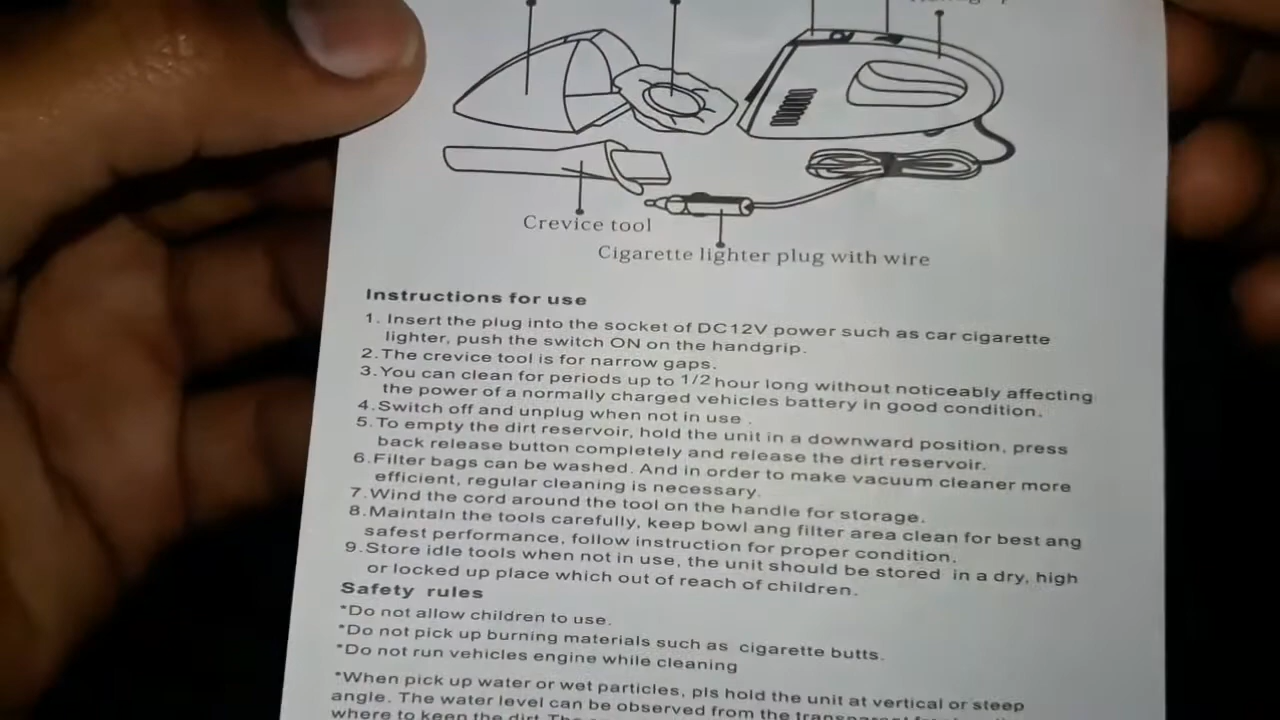 Crevice tool
Cigarette lighter plug with wire
Instructions for use
1. Insert the plug into the socket of DC12V power such as car cigarette
lighter, push the switch ON on the handgrip.
2.The crevice tool is for narrow gaps.
3.You can clean for periods up to 1/2 hour long without noticeably affecting
the power of a normally charged vehicles battery in good condition.
4.Switch off and unplug when not in use .
5.To empty the dirt reservoir, hold the unit in a downward position, press
back release button completely and release the dirt reservoir.
6.Filter bags can be washed. And in order to make vacuum cleaner more
efficient, regular cleaning is necessary.
7.Wind the cord around the tool on the handle for storage.
8.Maintain the tools carefully, keep bowl ang filter area clean for best ang
safest performance, follow instruction for proper condition.
9.Store idle tools when not in use, the unit should be stored in a dry, high
or locked up place which out of reach of children.
Safety rules
*Do not allow children to use.
*Do not pick up burning materials such as cigarette butts.
*Do not run vehicles engine while cleaning
*When pick up water or wet particles, pls hold the unit at vertical or steep
angle. The water level can be observed from the transparent
where to keep the dirt.